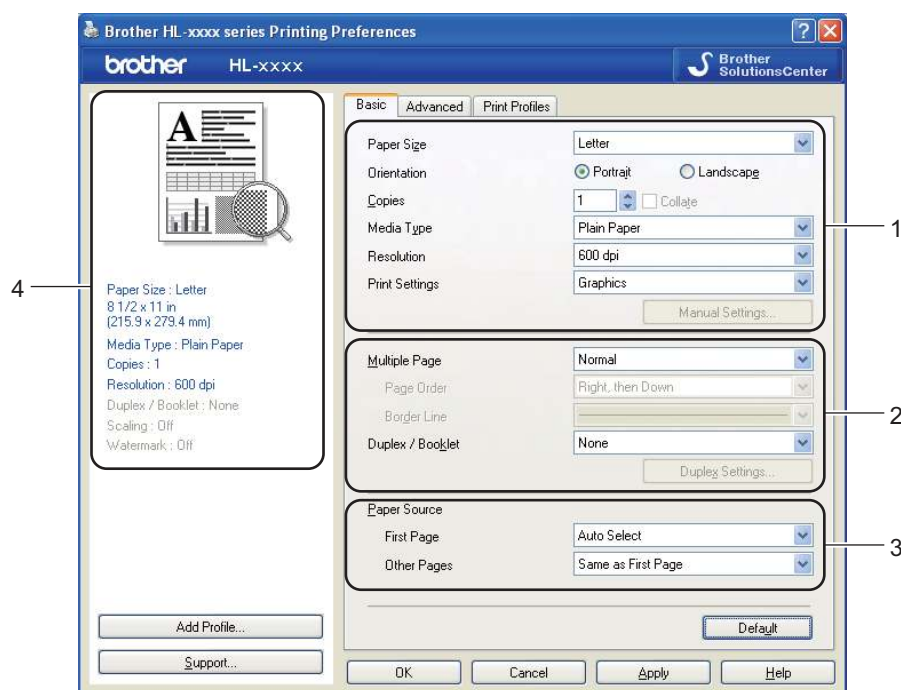 Brother HL-xxxx series Printing Preferences
brother HL-xxxx
Brother
SolutionsCenter
A
Paper Size : Letter
8 1/2 x 11 in
(215.9 x 279.4 mm)
Media Type : Plain Paper
Copies : 1
Resolution : 600 dpi
Duplex / Booklet : None
Scaling : Off
Watermark : Off
Add Profile...
Support...
Basic Advanced Print Profiles
Paper Size Letter
Orientation Portrait Landscape
Copies 1 Collate
Media Type Plain Paper
Resolution 600 dpi
Print Settings Graphics
Manual Settings...
Multiple Page Normal
Page Order Right, then Down
Border Line
Duplex / Booklet None
Duplex Settings...
Paper Source
First Page Auto Select
Other Pages Same as First Page
Default
OK Cancel Apply Help
1
2
3
4